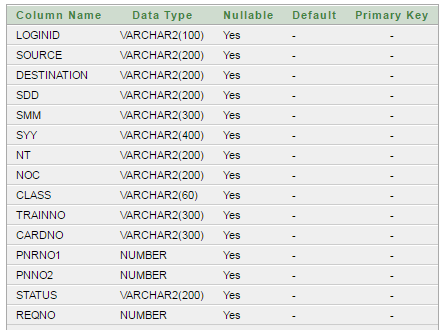 Column Name Data Type Nullable Default Primary Key
LOGINID VARCHAR2(100) Yes - -
SOURCE VARCHAR2(200) Yes - -
DESTINATION VARCHAR2(200) Yes - -
SDD VARCHAR2(200) Yes - -
SMM VARCHAR2(300) Yes - -
SYY VARCHAR2(400) Yes - -
NT VARCHAR2(200) Yes - -
NOC VARCHAR2(200) Yes - -
CLASS VARCHAR2(60) Yes - -
TRAINNO VARCHAR2(300) Yes - -
CARDNO VARCHAR2(300) Yes - -
PNRNO1 NUMBER Yes - -
PNNO2 NUMBER Yes - -
STATUS VARCHAR2(200) Yes - -
REQNO NUMBER Yes - -